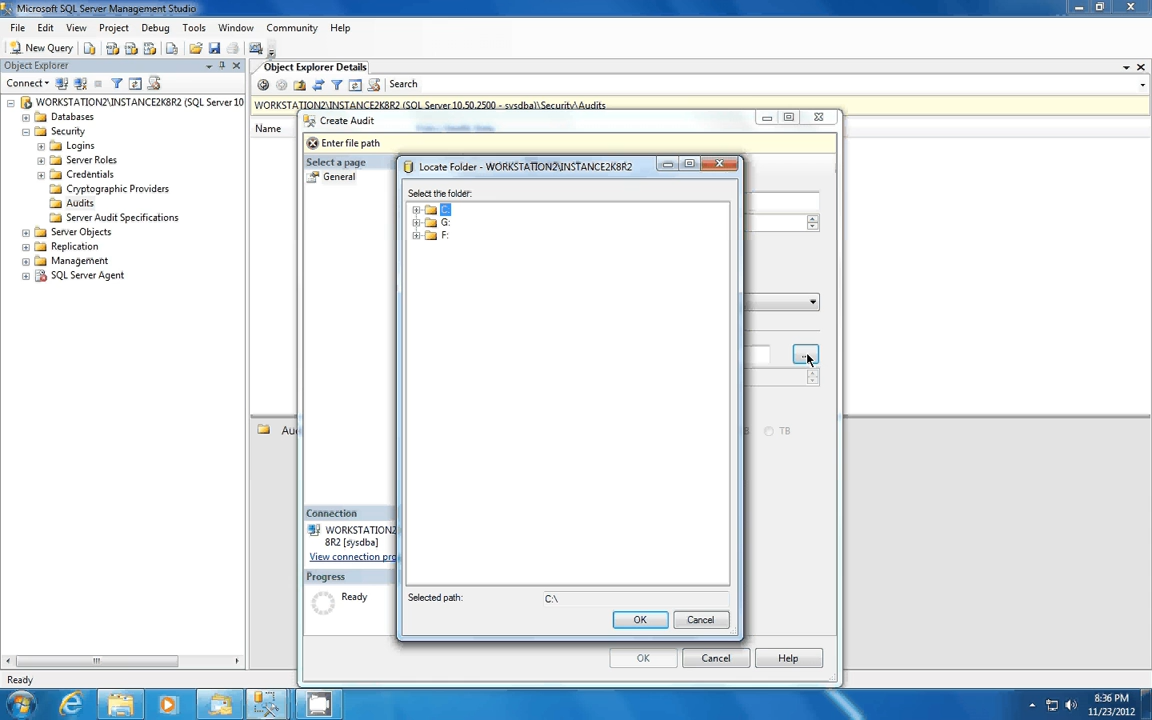 Microsoft SQL Server Management Studio
File Edit View Project Debug Tools Window Community Help
New Query
Object Explorer
Object Explorer Details
Connect
Search
WORKSTATION2\INSTANCE2K8R2 (SQL Server 10
WORKSTATION2\INSTANCE2K8R2 (SQL Server 10.50.2500 - sysdba)\Security\Audits
Databases
Security
Logins
Server Roles
Credentials
Cryptographic Providers
Audits
Server Audit Specifications
Server Objects
Replication
Management
SQL Server Agent
Name
Create Audit
Enter file path
Select a page
General
Locate Folder - WORKSTATION2\INSTANCE2K8R2
Select the folder:
C:
G:
F:
...
B
TB
Au
Connection
WORKSTATION2
8R2 [sysdba]
View connection pro
Progress
Ready
Selected path: C:\
OK Cancel
OK Cancel Help
Ready
8:36 PM
11/23/2012